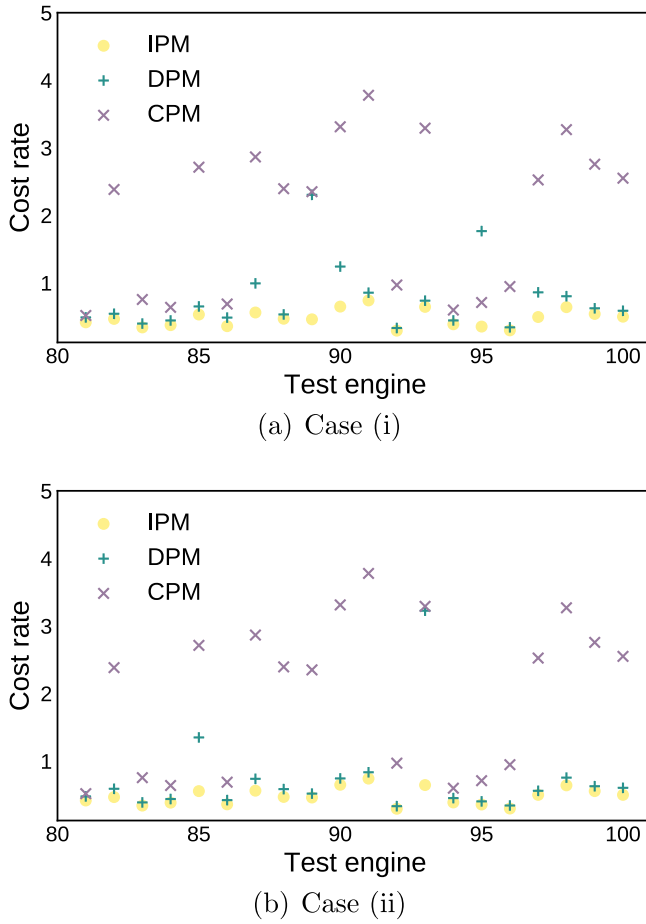 5
IPM
DPM
CPM
4
3
2
1
Cost rate
80 85 90 95 100
Test engine
(a) Case (i)
5
IPM
DPM
CPM
4
3
2
1
Cost rate
80 85 90 95 100
Test engine
(b) Case (ii)